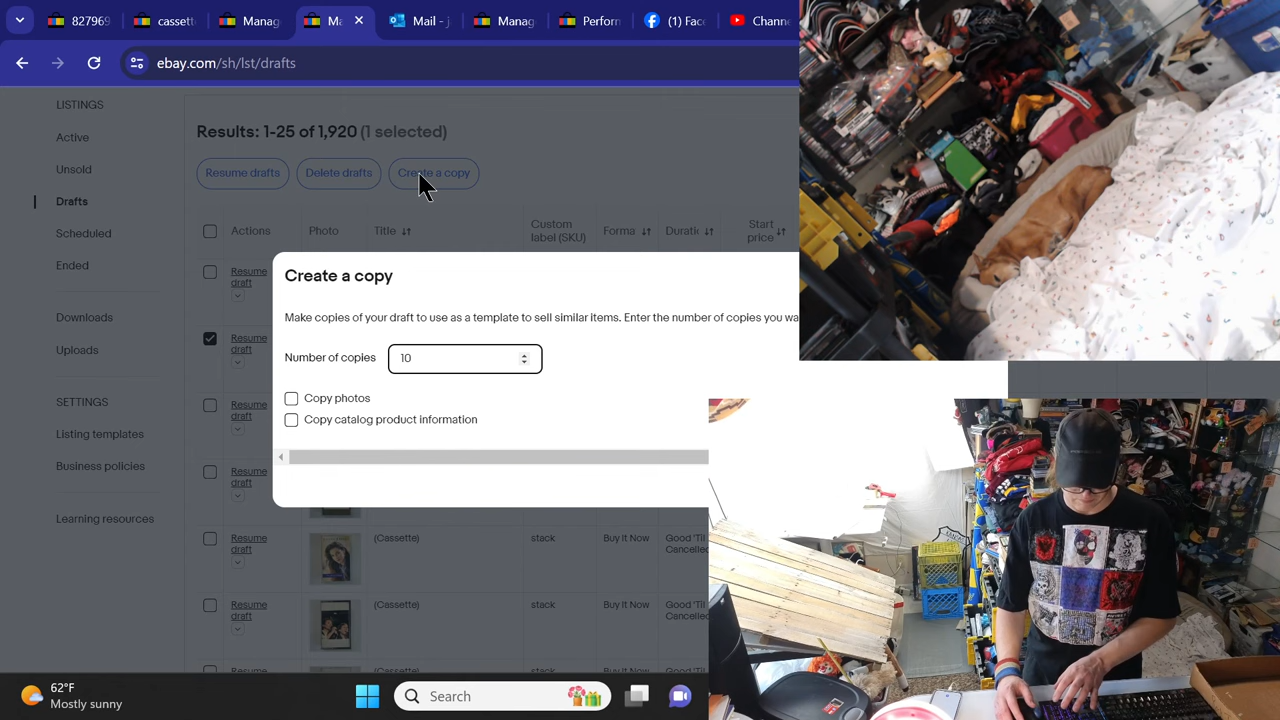 827969
cassett
Manag
Ma
Mail - j
Manag
Perforn
(1) Fac
Chann
ebay.com/sh/lst/drafts
LISTINGS
Active
Unsold
Drafts
Scheduled
Ended
Downloads
Uploads
SETTINGS
Listing templates
Business policies
Learning resources
Results: 1-25 of 1,920 (1 selected)
Resume drafts
Delete drafts
Create a copy
Actions
Photo
Title
Custom label (SKU)
Forma
Duratic
Start price
Resume draft
Resume draft
Resume draft
Resume draft
Create a copy
Make copies of your draft to use as a template to sell similar items. Enter the number of copies you wa
Number of copies
10
Copy photos
Copy catalog product information
Resume draft
(Cassette)
stack
Buy It Now
Good 'Til Cancelled
Resume draft
(Cassette)
stack
Buy It Now
Good 'Til Cancelled
62°F
Mostly sunny
Search